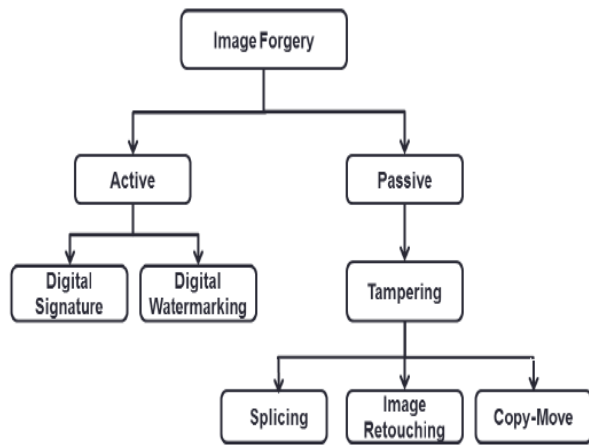 Image Forgery
Active
Passive
Digital
Signature
Digital
Watermarking
Tampering
Splicing
Image
Retouching
Copy-Move